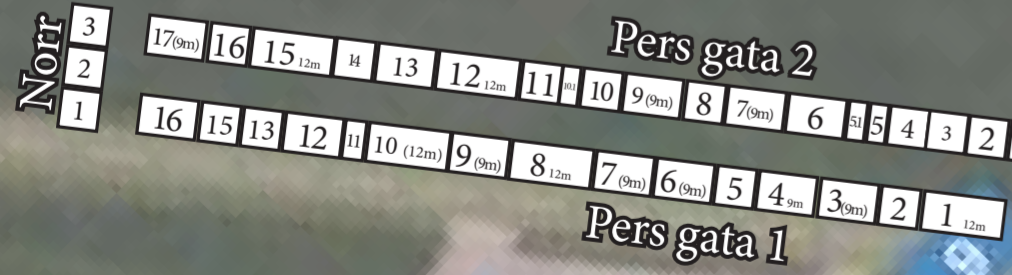 Norr
3
2
1
Pers gata 2
17(9m) 16 15 12m 14 13 12 12m 11 10.1 10 9 (9m) 8 7(9m) 6 5.1 5 4 3 2
16 15 13 12 11 10 (12m) 9 (9m) 8 12m 7 (9m) 6 (9m) 5 4 9m 3(9m) 2 1 12m
Pers gata 1